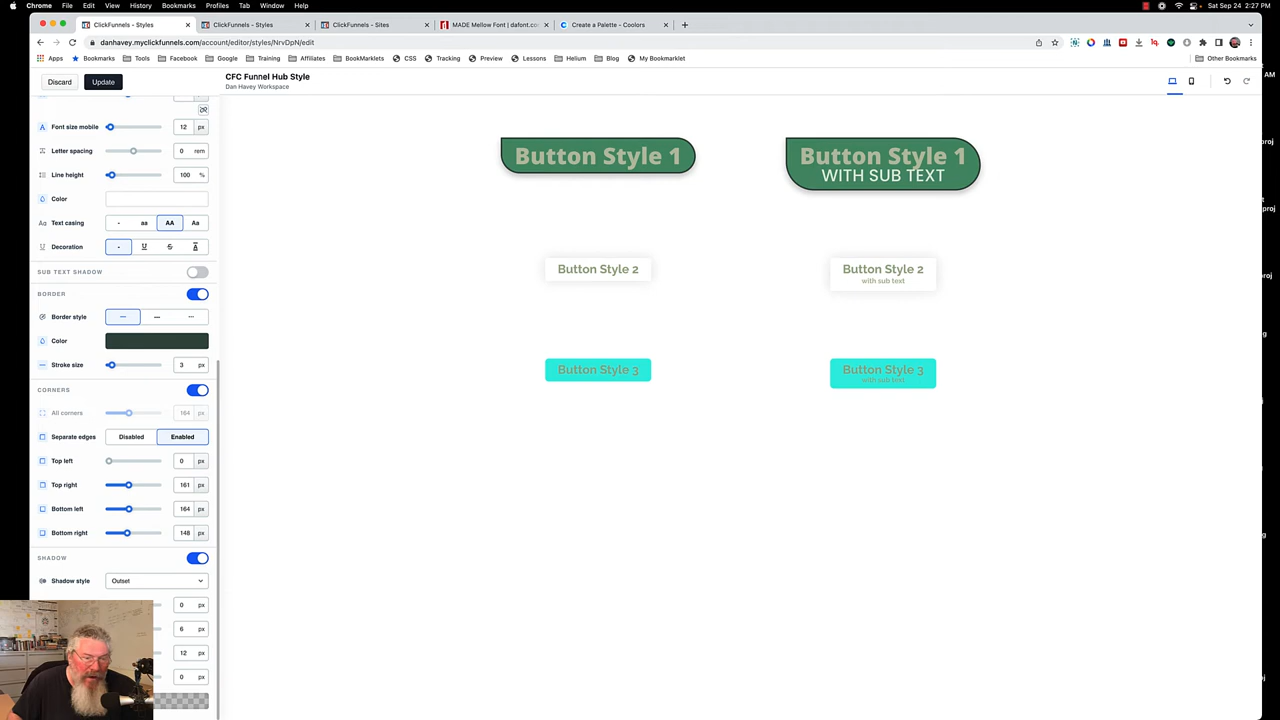 Chrome File Edit View History Bookmarks Profiles Tab Window Help
Sat Sep 24 2:27 PM
ClickFunnels - Styles
ClickFunnels - Styles
ClickFunnels - Sites
MADE Mellow Font | dafont.co
Create a Palette - Coolors
danhavey.myclickfunnels.com/account/editor/styles/NrvDpN/edit
Apps Bookmarks Tools Facebook Google Training Affiliates BookMarklets CSS Tracking Preview Lessons Helium Blog My Bookmarklet Other Bookmarks
AM
Discard Update
CFC Funnel Hub Style
Dan Havey Workspace
Font size mobile 12 px
Letter spacing 0 rem
Line height 100 %
Color
Text casing - aa AA Aa
Decoration - U S A
SUB TEXT SHADOW
BORDER
Border style
Color
Stroke size 3 px
CORNERS
All corners 164 px
Separate edges Disabled Enabled
Top left 0 px
Top right 161 px
Bottom left 164 px
Bottom right 148 px
SHADOW
Shadow style Outset
0 px
6 px
12 px
0 px
Button Style 1
Button Style 1
WITH SUB TEXT
Button Style 2
Button Style 2
with sub text
Button Style 3
Button Style 3
with sub text
proj
proj
proj